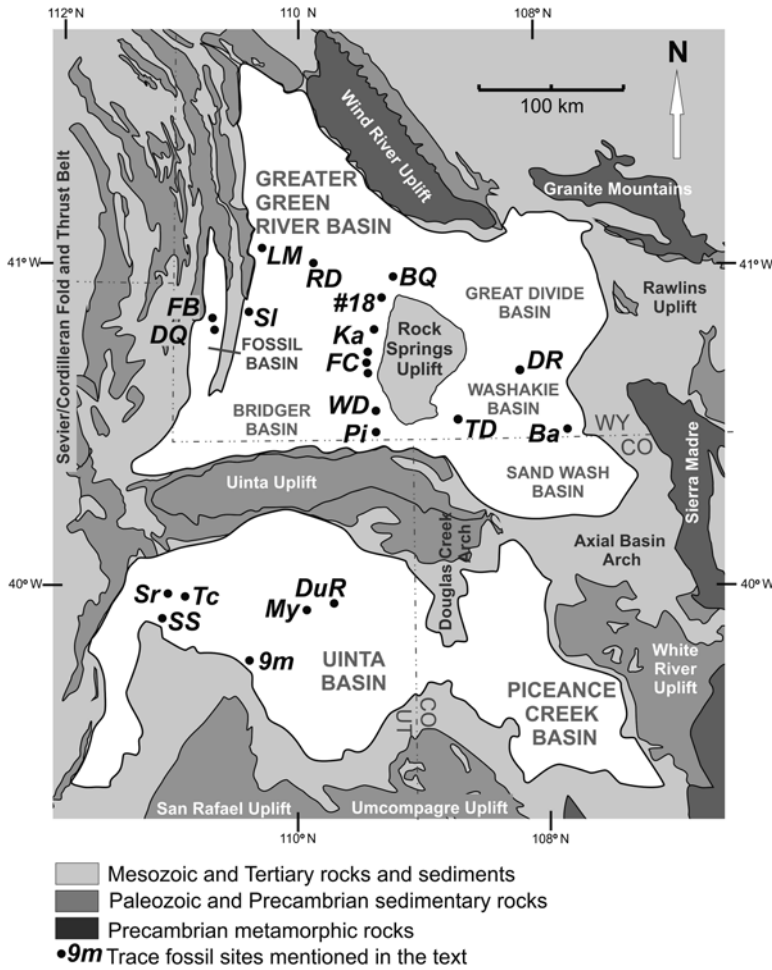 112° N
110 N
108° N
N
100 km
Sevier/Cordilleran Fold and Thrust Belt
Wind River Uplift
Granite Mountains
GREATER
GREEN
RIVER BASIN
41°W
41°W
LM
RD
BQ
#18
GREAT DIVIDE
BASIN
Rawlins
Uplift
FB
DQ
SI
FOSSIL
BASIN
Ka
FC
Rock
Springs
Uplift
DR
WASHAKIE
BASIN
BRIDGER
BASIN
WD
Pi
TD
Ba
WY
CO
SAND WASH
BASIN
Sierra Madre
Uinta Uplift
Douglas Creek
Arch
Axial Basin
Arch
40°W
40°W
Sr
Tc
SS
DuR
My
9m
UINTA
BASIN
White
River
Uplift
PICEANCE
CREEK
BASIN
CO
UT
San Rafael Uplift
Umcompagre Uplift
110° N
108° N
Mesozoic and Tertiary rocks and sediments
Paleozoic and Precambrian sedimentary rocks
Precambrian metamorphic rocks
•9m Trace fossil sites mentioned in the text